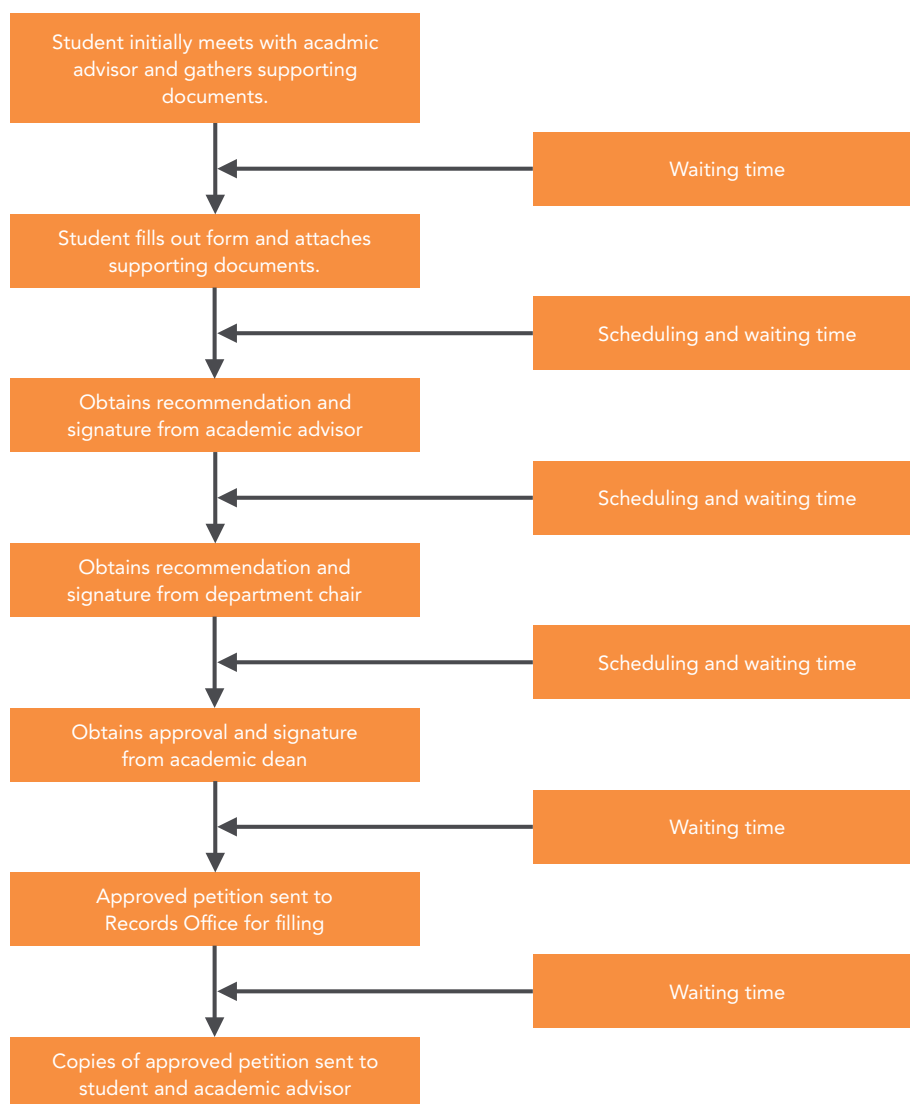 Student initially meets with acadmic
advisor and gathers supporting
documents.
Waiting time
Student fills out form and attaches
supporting documents.
Scheduling and waiting time
Obtains recommendation and
signature from academic advisor
Scheduling and waiting time
Obtains recommendation and
signature from department chair
Scheduling and waiting time
Obtains approval and signature
from academic dean
Waiting time
Approved petition sent to
Records Office for filling
Waiting time
Copies of approved petition sent to
student and academic advisor